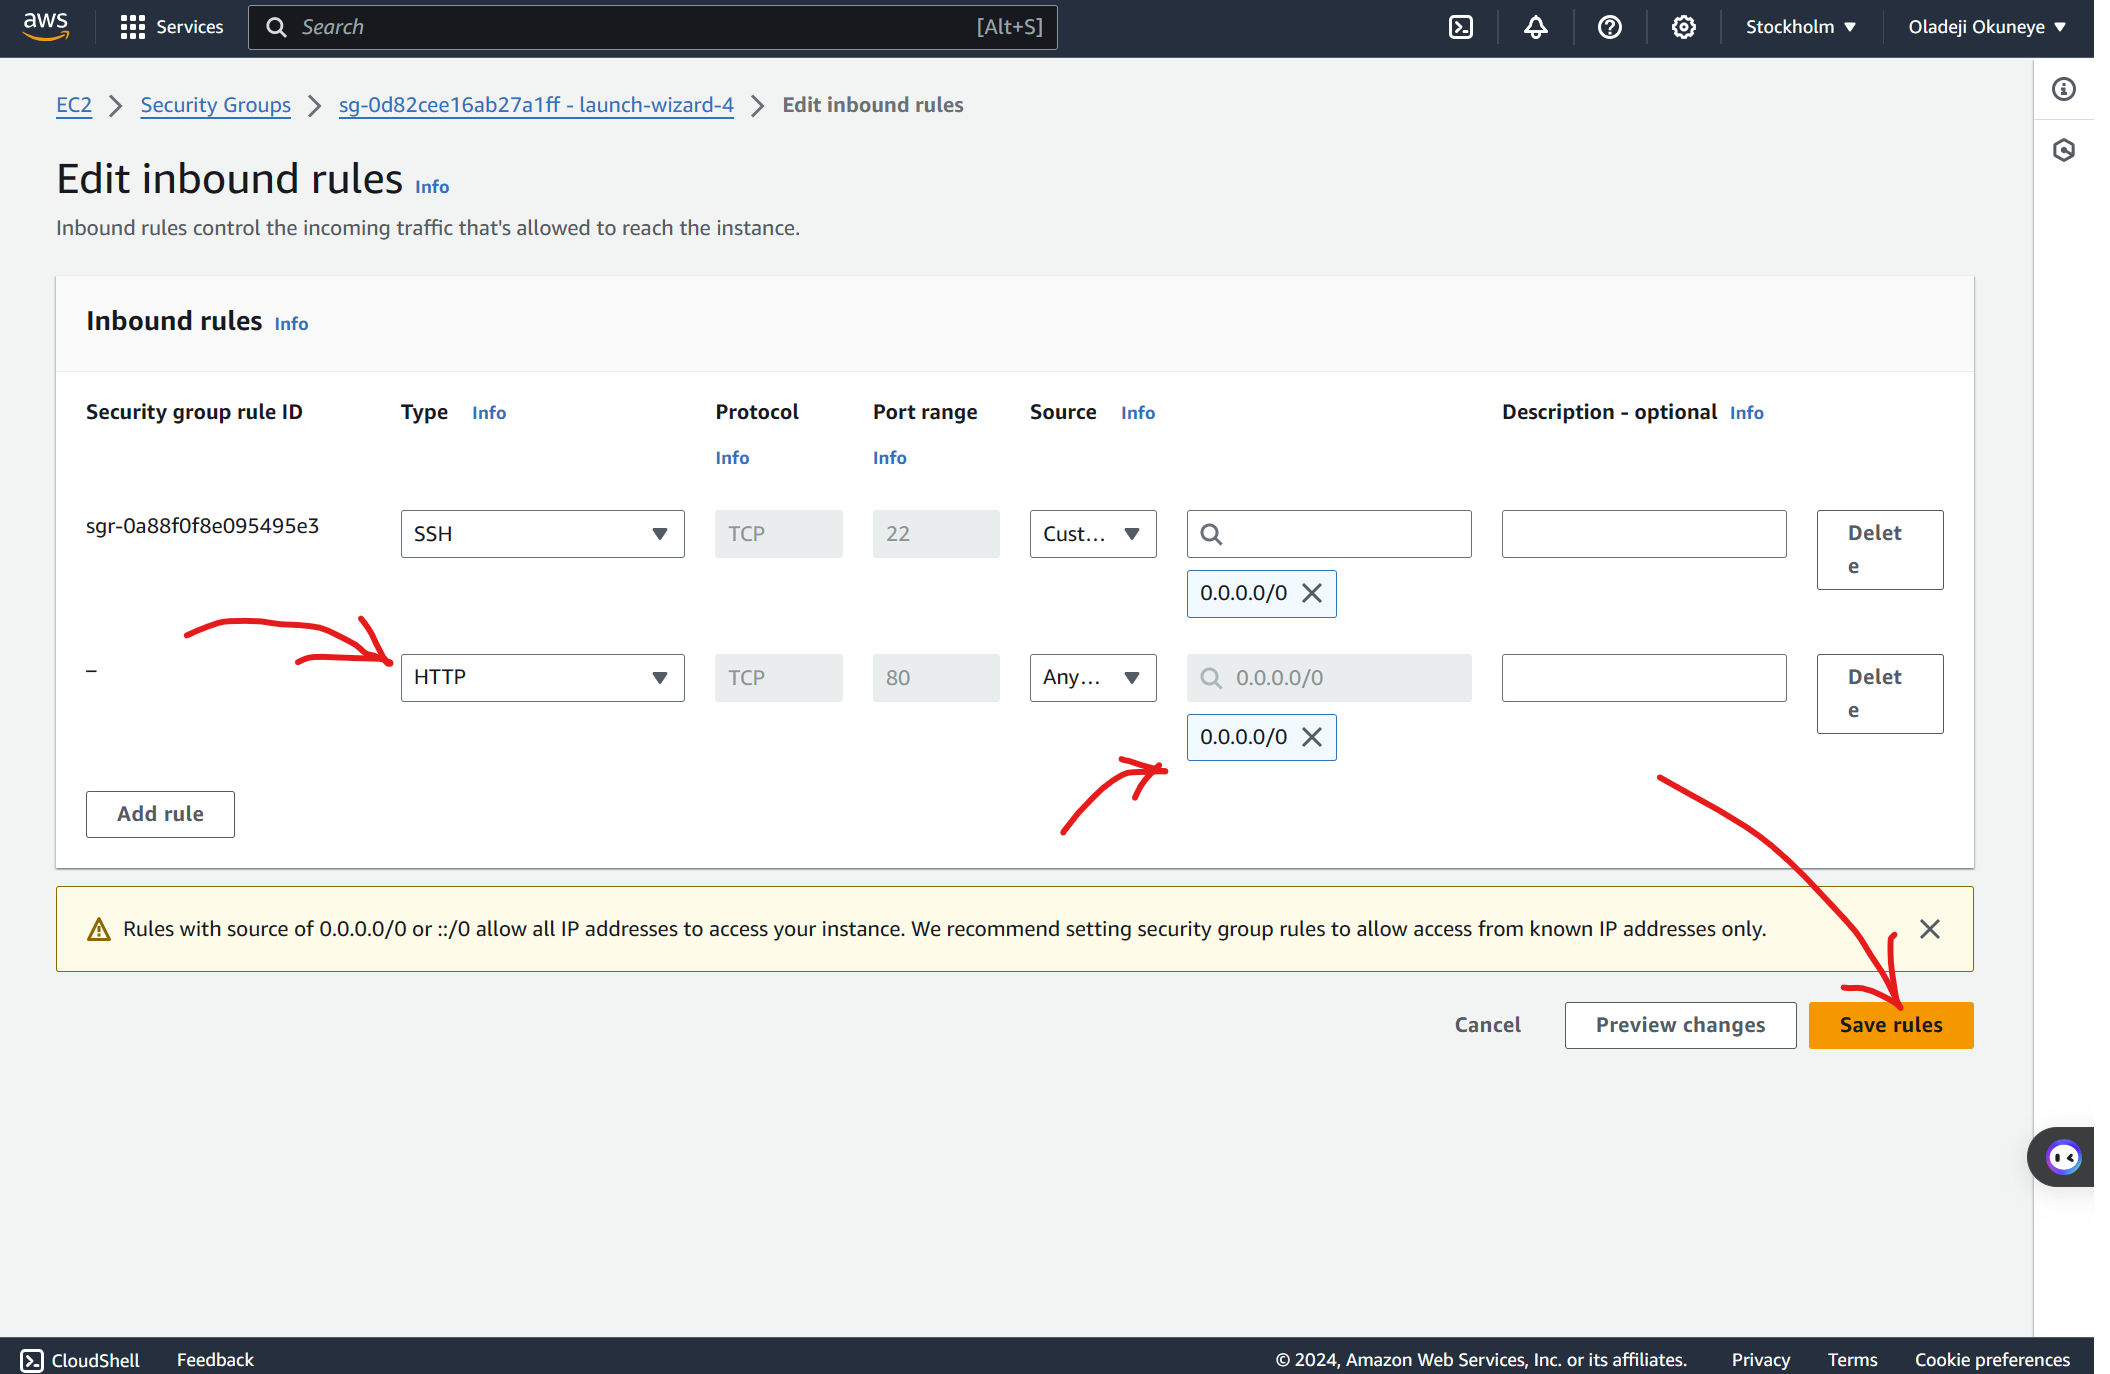 aws Services Search [Alt+S] Stockholm Oladeji Okuneye
EC2 Security Groups sg-0d82cee16ab27a1ff - launch-wizard-4 Edit inbound rules
Edit inbound rules Info
Inbound rules control the incoming traffic that's allowed to reach the instance.
Inbound rules Info
Security group rule ID Type Info Protocol Port range Source Info Description - optional Info
Info Info
sgr-0a88f0f8e095495e3 SSH TCP 22 Cust... Delet
e
0.0.0.0/0
– HTTP TCP 80 Any... 0.0.0.0/0 Delet
e
0.0.0.0/0
Add rule
Rules with source of 0.0.0.0/0 or ::/0 allow all IP addresses to access your instance. We recommend setting security group rules to allow access from known IP addresses only.
Cancel Preview changes Save rules
CloudShell Feedback © 2024, Amazon Web Services, Inc. or its affiliates. Privacy Terms Cookie preferences